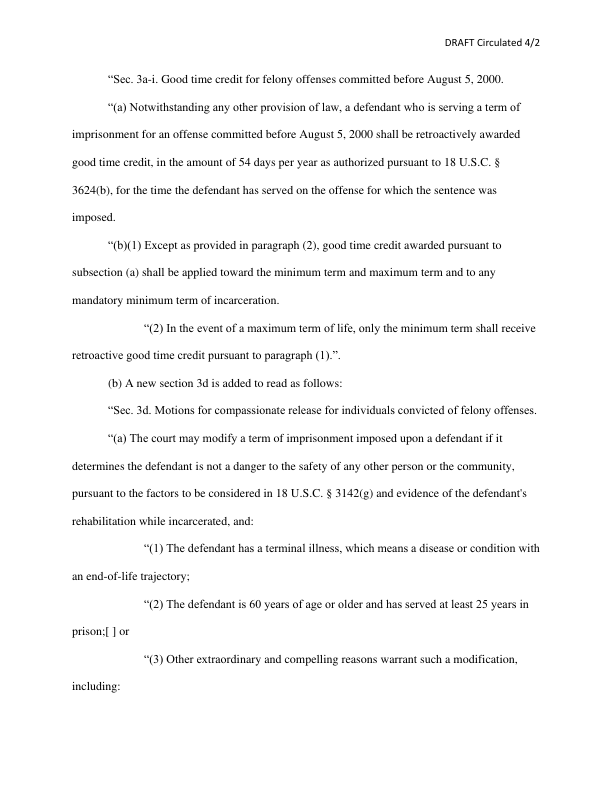 DRAFT Circulated 4/2
“Sec. 3a-i. Good time credit for felony offenses committed before August 5, 2000.
“(a) Notwithstanding any other provision of law, a defendant who is serving a term of
imprisonment for an offense committed before August 5, 2000 shall be retroactively awarded
good time credit, in the amount of 54 days per year as authorized pursuant to 18 U.S.C. §
3624(b), for the time the defendant has served on the offense for which the sentence was
imposed.
“(b)(1) Except as provided in paragraph (2), good time credit awarded pursuant to
subsection (a) shall be applied toward the minimum term and maximum term and to any
mandatory minimum term of incarceration.
“(2) In the event of a maximum term of life, only the minimum term shall receive
retroactive good time credit pursuant to paragraph (1).”.
(b) A new section 3d is added to read as follows:
“Sec. 3d. Motions for compassionate release for individuals convicted of felony offenses.
“(a) The court may modify a term of imprisonment imposed upon a defendant if it
determines the defendant is not a danger to the safety of any other person or the community,
pursuant to the factors to be considered in 18 U.S.C. § 3142(g) and evidence of the defendant's
rehabilitation while incarcerated, and:
“(1) The defendant has a terminal illness, which means a disease or condition with
an end-of-life trajectory;
“(2) The defendant is 60 years of age or older and has served at least 25 years in
prison;[ ] or
“(3) Other extraordinary and compelling reasons warrant such a modification,
including: